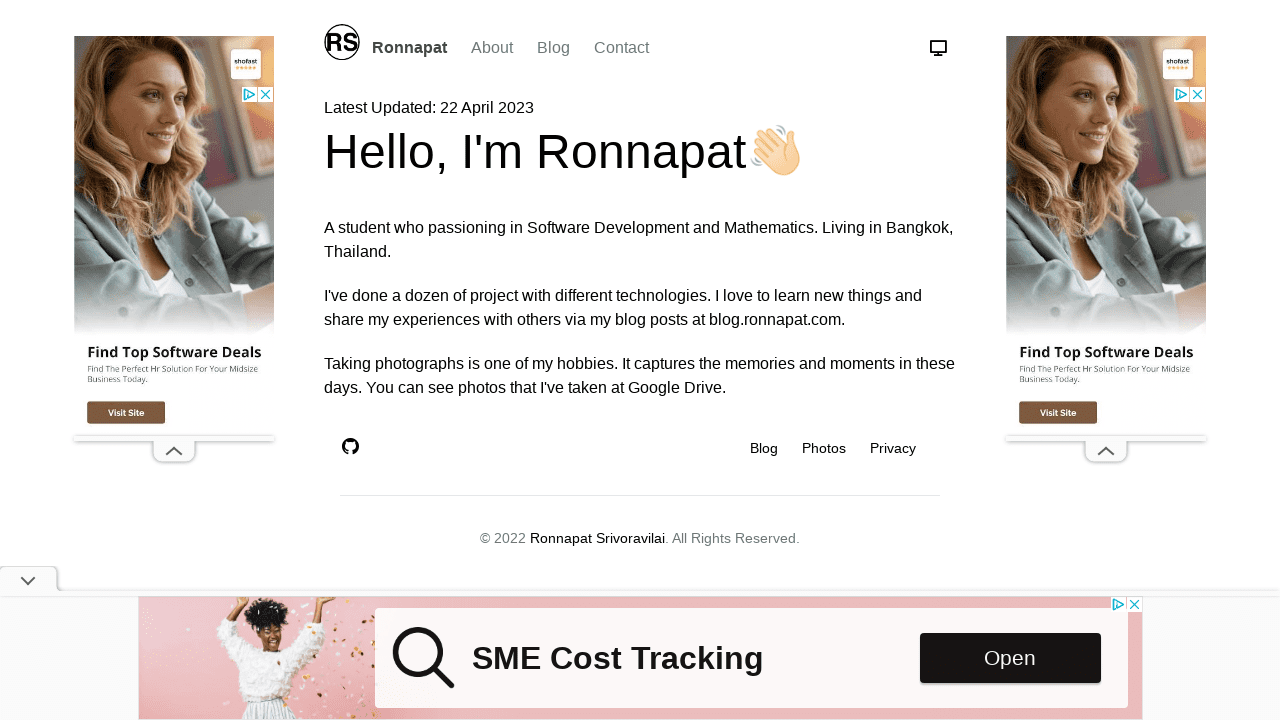 RS
Ronnapat
About
Blog
Contact
Latest Updated: 22 April 2023
Hello, I'm Ronnapat
A student who passioning in Software Development and Mathematics. Living in Bangkok,
Thailand.
I've done a dozen of project with different technologies. I love to learn new things and
share my experiences with others via my blog posts at blog.ronnapat.com.
Taking photographs is one of my hobbies. It captures the memories and moments in these
days. You can see photos that I've taken at Google Drive.
Blog
Photos
Privacy
© 2022 Ronnapat Srivoravilai. All Rights Reserved.
shofast
Find Top Software Deals
Find The Perfect Hr Solution For Your Midsize
Business Today.
Visit Site
shofast
Find Top Software Deals
Find The Perfect Hr Solution For Your Midsize
Business Today.
Visit Site
SME Cost Tracking
Open